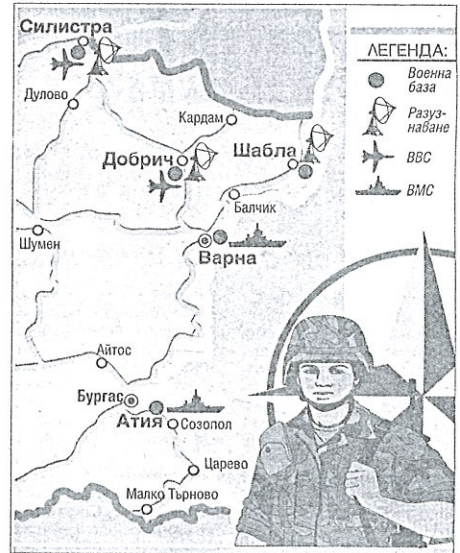 Силистра
Дулово
Кардам
Добрич
Шабла
Балчик
Шумен
Варна
Айтос
Бургас
Атия
Созопол
Царево
Малко Търново
ЛЕГЕНДА:
Военна
база
Разуз-
наване
ВВС
ВМС